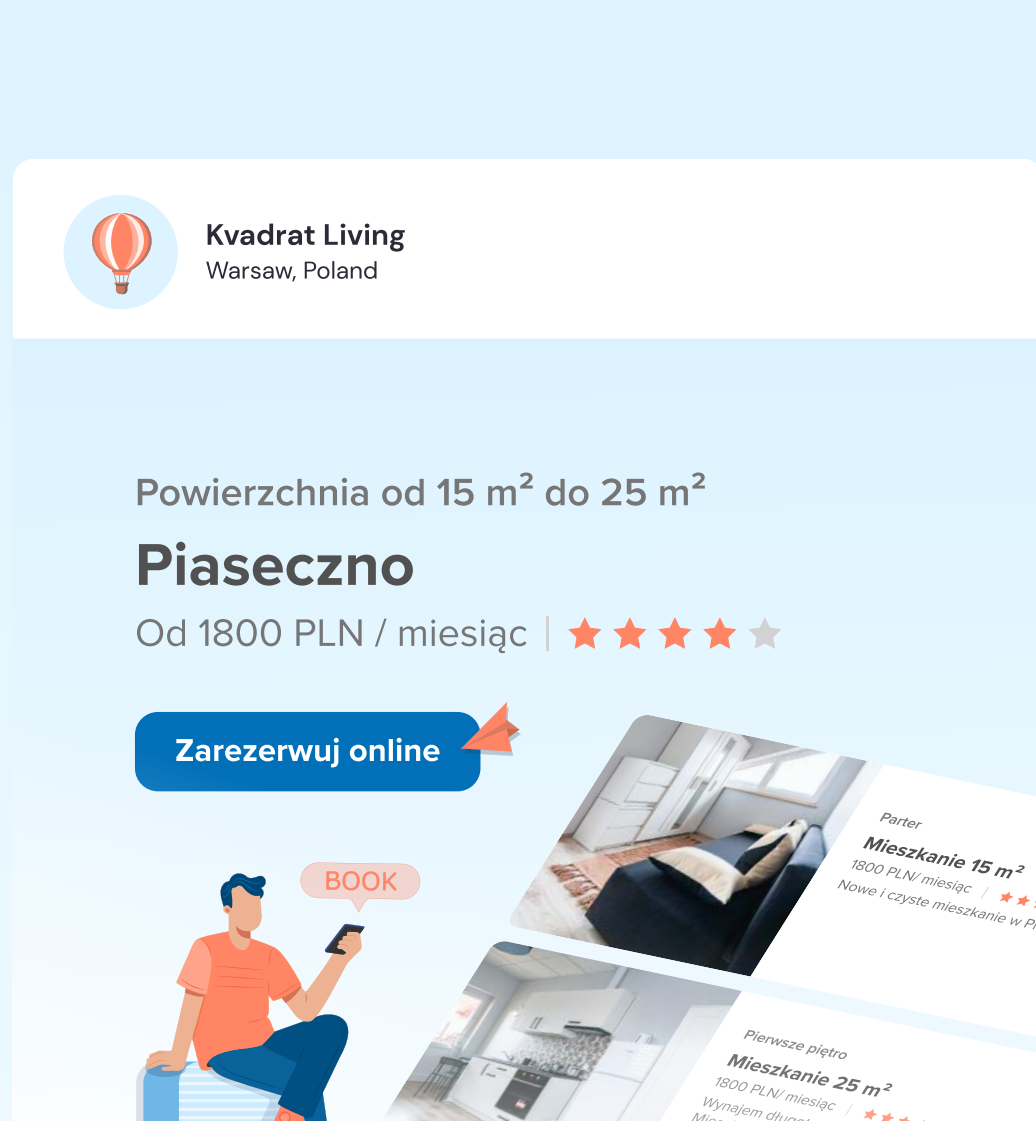 Kvadrat Living
Warsaw, Poland
Powierzchnia od 15 m² do 25 m²
Piaseczno
Od 1800 PLN / miesiąc
Zarezerwuj online
BOOK
Parter
Mieszkanie 15 m²
1800 PLN/ miesiąc
Nowe i czyste mieszkanie w
Pierwsze piętro
Mieszkanie 25 m²
1800 PLN/ miesiąc
Wynajem